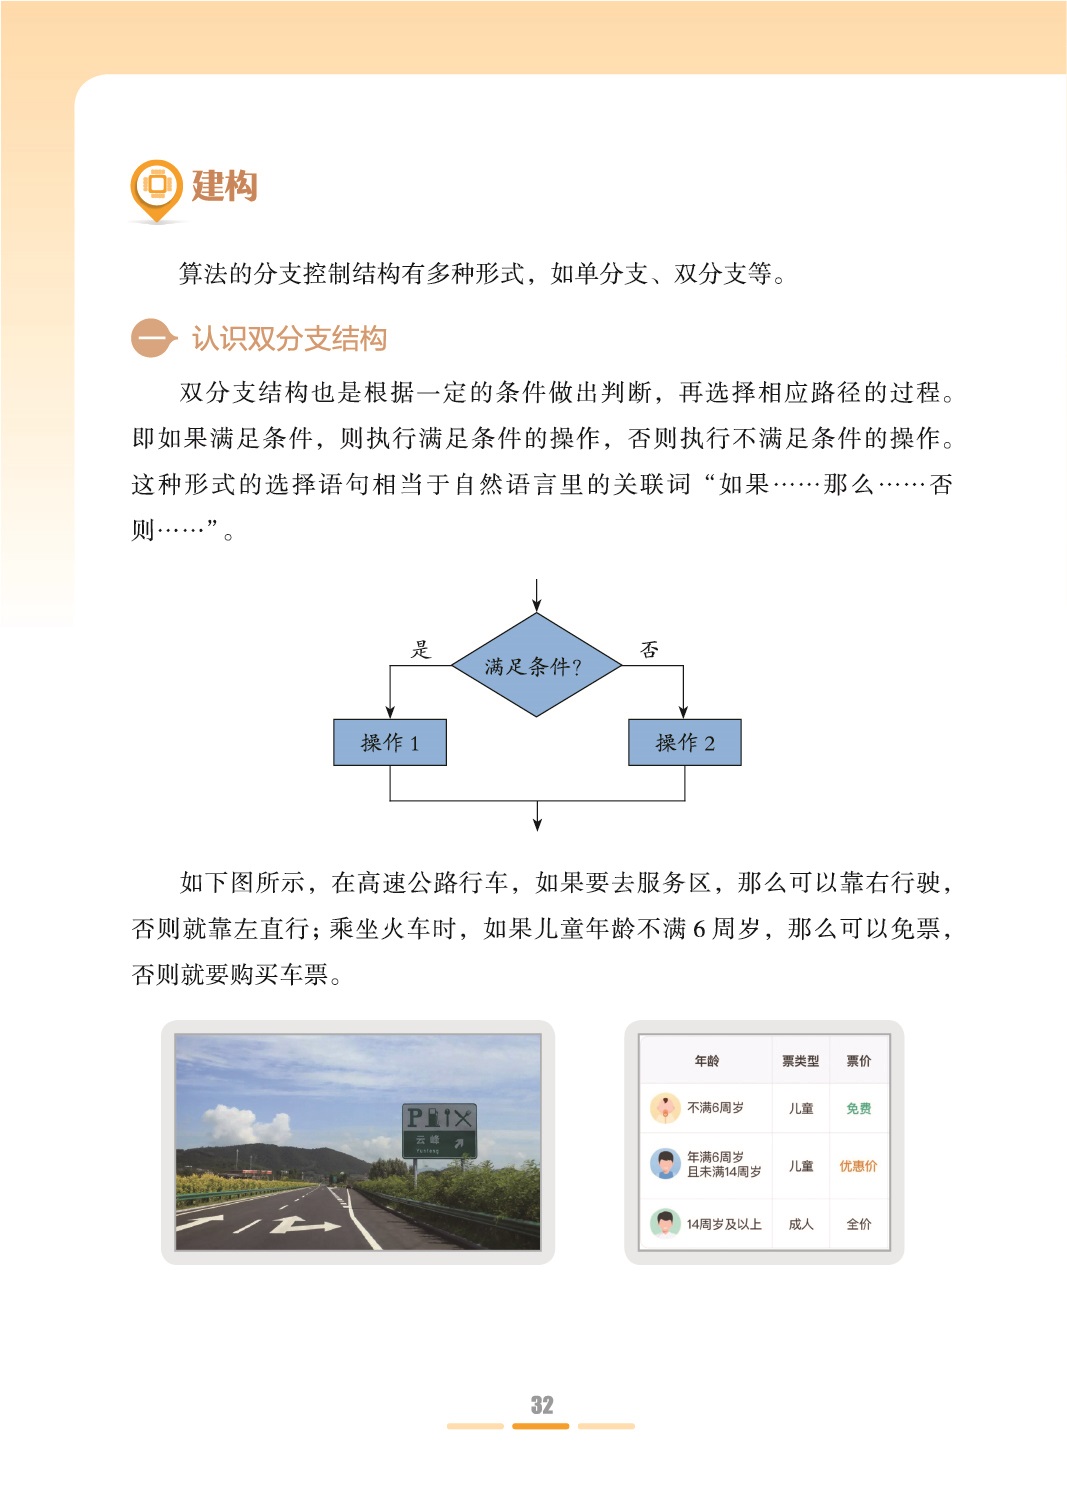 建构
算法的分支控制结构有多种形式，如单分支、双分支等。
一 认识双分支结构
双分支结构也是根据一定的条件做出判断，再选择相应路径的过程。
即如果满足条件，则执行满足条件的操作，否则执行不满足条件的操作。
这种形式的选择语句相当于自然语言里的关联词“如果……那么……否
则……”。
是
否
满足条件？
操作 1
操作 2
如下图所示，在高速公路行车，如果要去服务区，那么可以靠右行驶，
否则就靠左直行；乘坐火车时，如果儿童年龄不满 6 周岁，那么可以免票，
否则就要购买车票。
P
云峰
Yunfeng
年龄 票类型 票价
不满6周岁 儿童 免费
年满6周岁
且未满14周岁 儿童 优惠价
14周岁及以上 成人 全价
32